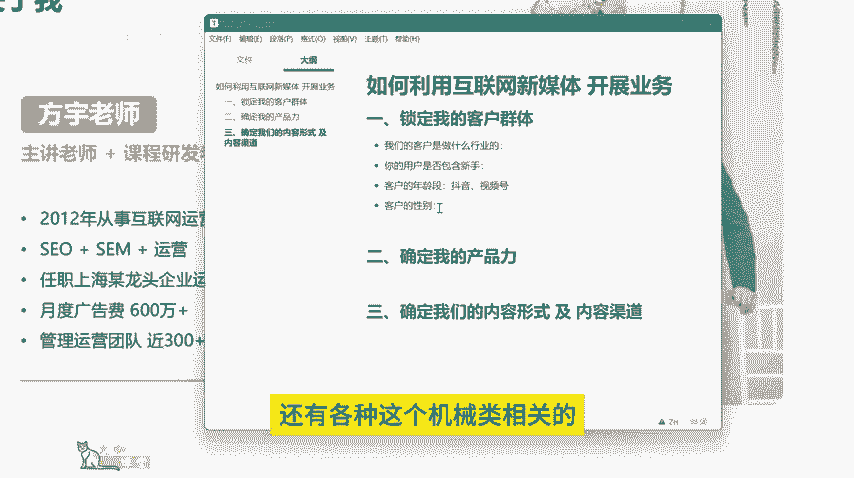 文件(F) 编辑(E) 段落(P) 格式(O) 视图(V) 主题(T) 帮助(H)
文件 大纲
如何利用互联网新媒体 开展业务
一、锁定我的客户群体
二、确定我的产品力
三、确定我们的内容形式 及
内容渠道
如何利用互联网新媒体 开展业务
一、锁定我的客户群体
• 我们的客户是做什么行业的:
• 你的用户是否包含新手:
• 客户的年龄段: 抖音、视频号
• 客户的性别:
二、确定我的产品力
三、确定我们的内容形式 及 内容渠道
方宇老师
主讲老师 + 课程研发
• 2012年从事互联网运营
• SEO + SEM + 运营
• 任职上海某龙头企业运
• 月度广告费 600万+
• 管理运营团队 近300+
还有各种这个机械类相关的